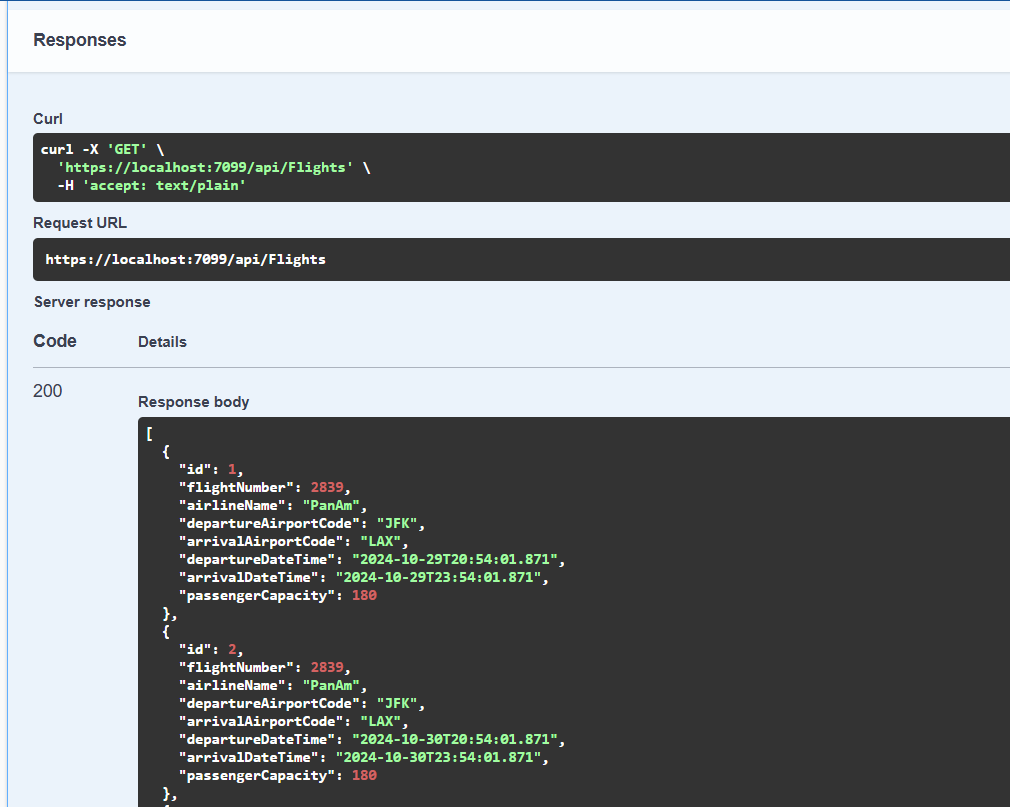 Responses
Curl
curl -X 'GET' \
  'https://localhost:7099/api/Flights' \
  -H 'accept: text/plain'
Request URL
https://localhost:7099/api/Flights
Server response
Code Details
200
Response body
[
  {
    "id": 1,
    "flightNumber": 2839,
    "airlineName": "PanAm",
    "departureAirportCode": "JFK",
    "arrivalAirportCode": "LAX",
    "departureDateTime": "2024-10-29T20:54:01.871",
    "arrivalDateTime": "2024-10-29T23:54:01.871",
    "passengerCapacity": 180
  },
  {
    "id": 2,
    "flightNumber": 2839,
    "airlineName": "PanAm",
    "departureAirportCode": "JFK",
    "arrivalAirportCode": "LAX",
    "departureDateTime": "2024-10-30T20:54:01.871",
    "arrivalDateTime": "2024-10-30T23:54:01.871",
    "passengerCapacity": 180
  },